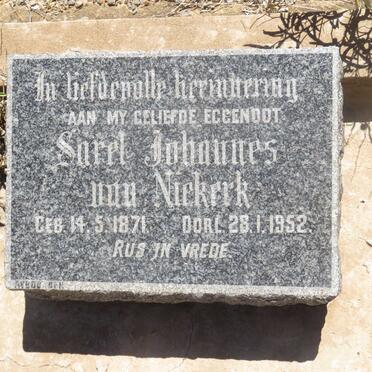 In liefdevolle herinnering
AAN MY GELIEFDE EGGENOOT
Sarel Johannes
van Niekerk
GEB. 14.5.1871. OORL. 28.1.1952.
RUS IN VREDE.